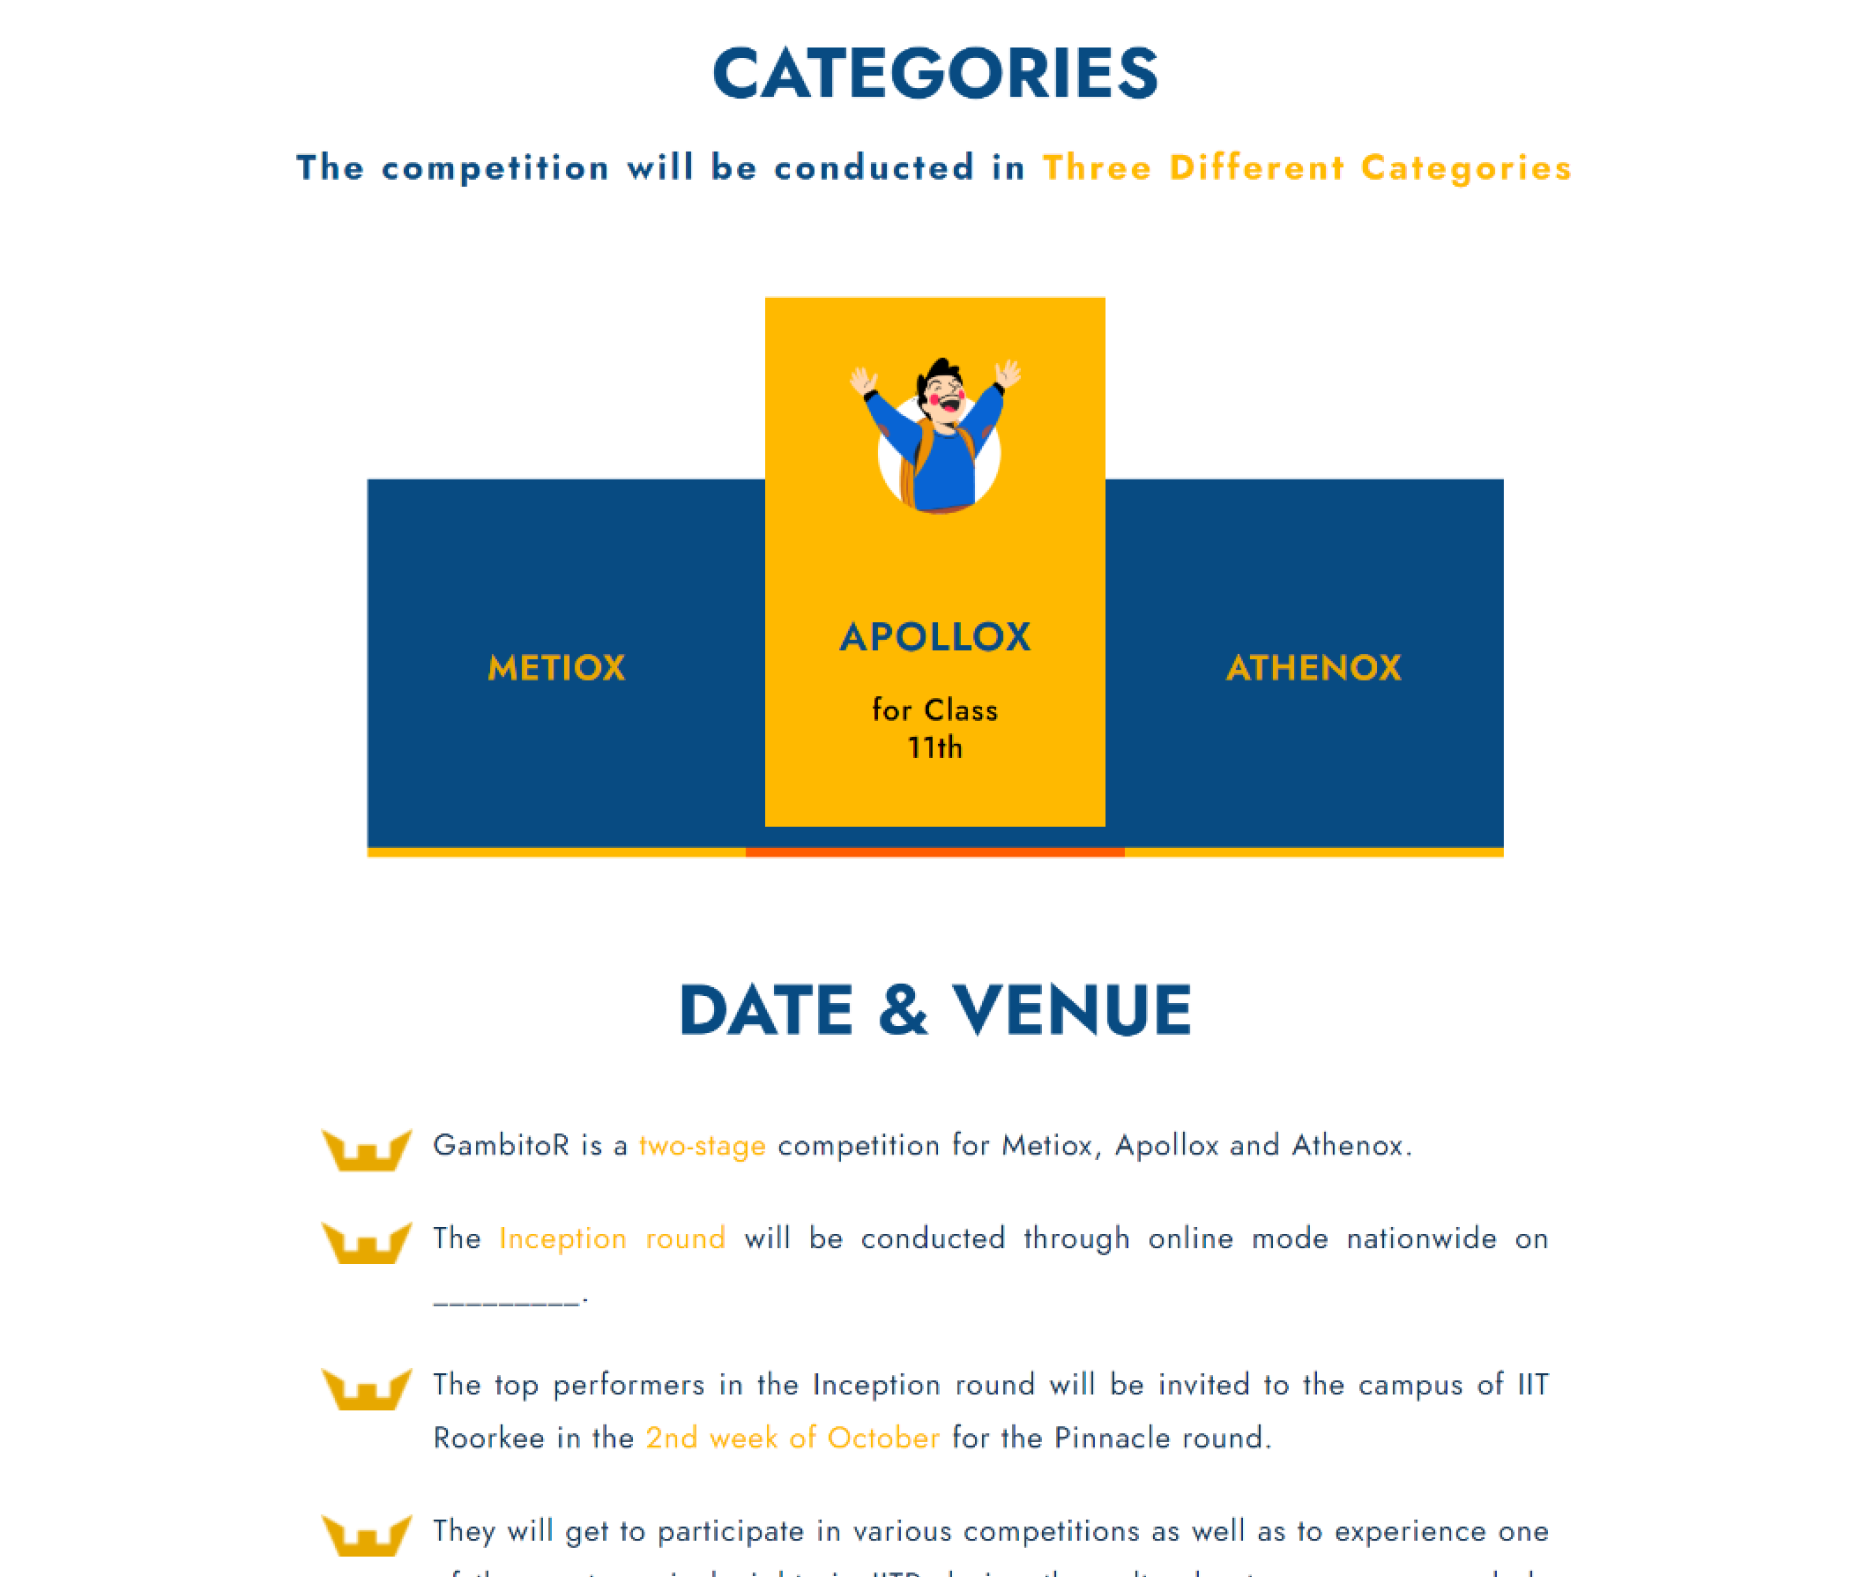 CATEGORIES
The competition will be conducted in Three Different Categories
METIOX
APOLLOX
for Class
11th
ATHENOX
DATE & VENUE
GambitoR is a two-stage competition for Metiox, Apollox and Athenox.
The Inception round will be conducted through online mode nationwide on
_________.
The top performers in the Inception round will be invited to the campus of IIT
Roorkee in the 2nd week of October for the Pinnacle round.
They will get to participate in various competitions as well as to experience one